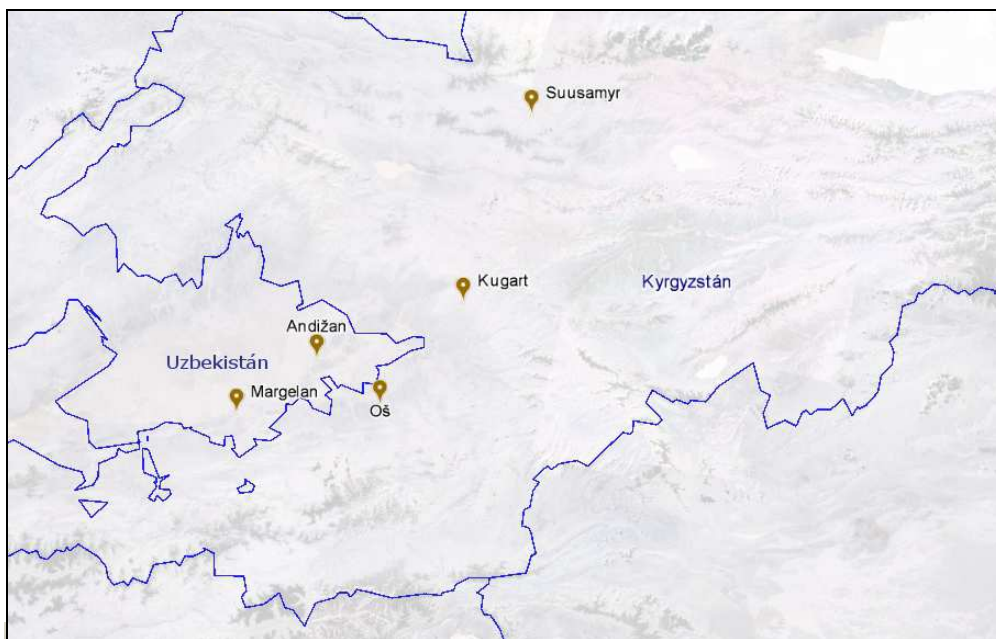 Suusamyr
Kugart
Kyrgyzstán
Andižan
Uzbekistán
Margelan
Oš